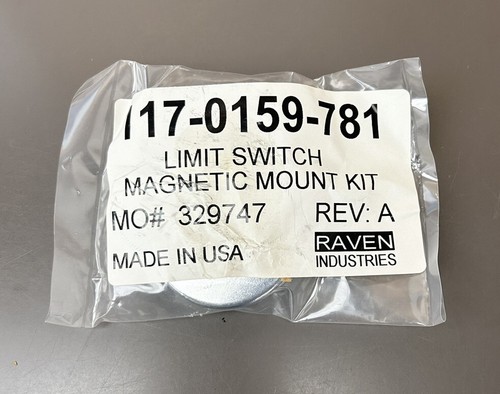 117-0159-781
LIMIT SWITCH
MAGNETIC MOUNT KIT
MO# 329747 REV: A
MADE IN USA RAVEN
INDUSTRIES